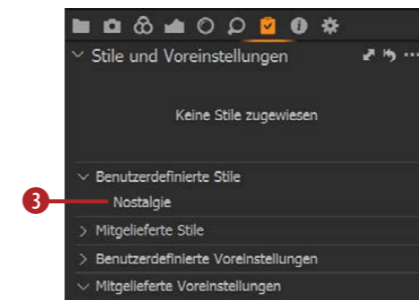 Stile und Voreinstellungen
Keine Stile zugewiesen
Benutzerdefinierte Stile
3 Nostalgie
Mitgelieferte Stile
Benutzerdefinierte Voreinstellungen
Mitgelieferte Voreinstellungen